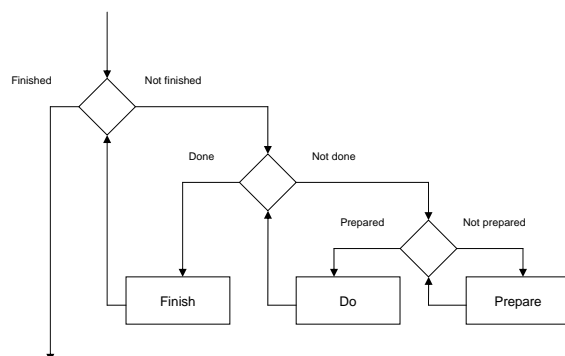 Finished
Not finished
Done
Not done
Prepared
Not prepared
Finish
Do
Prepare